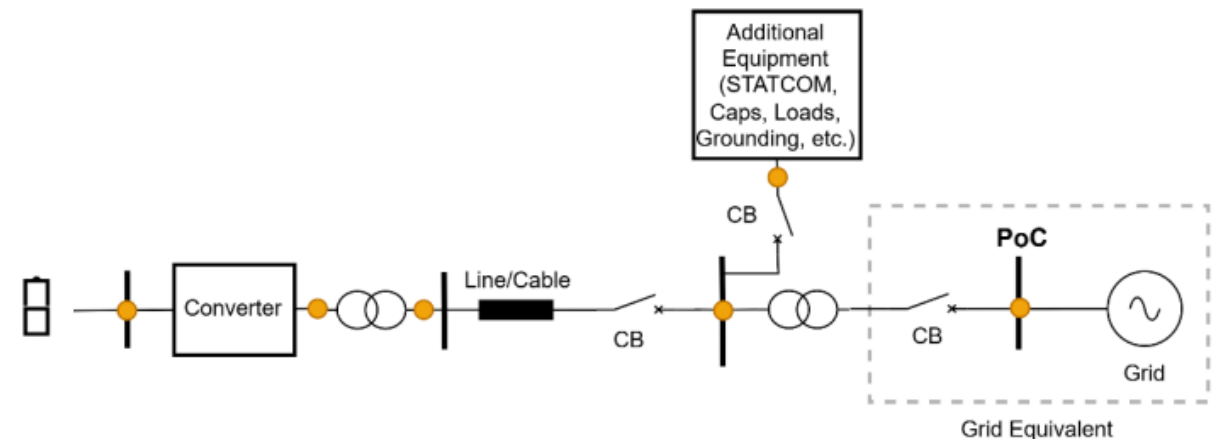 Additional
Equipment
(STATCOM,
Caps, Loads,
Grounding, etc.)
CB
PoC
Line/Cable
Converter
CB
CB
Grid
Grid Equivalent